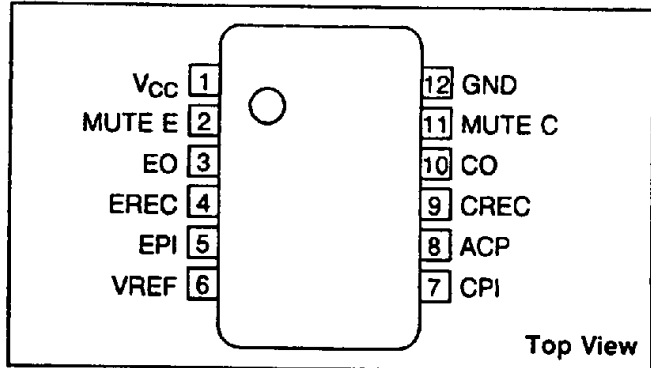 VCC 1 12 GND
MUTE E 2 11 MUTE C
EO 3 10 CO
EREC 4 9 CREC
EPI 5 8 ACP
VREF 6 7 CPI
Top View